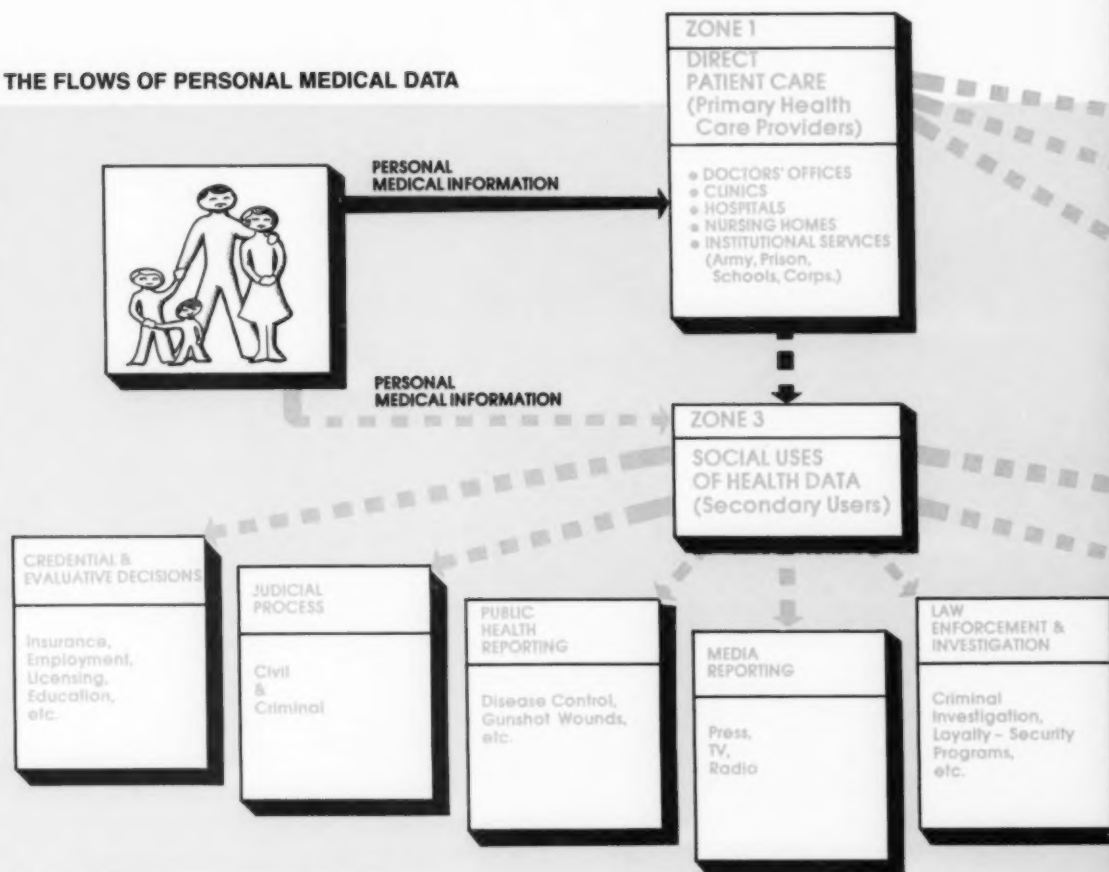 THE FLOWS OF PERSONAL MEDICAL DATA
PERSONAL
MEDICAL INFORMATION
ZONE 1
DIRECT
PATIENT CARE
(Primary Health
Care Providers)
• DOCTORS' OFFICES
• CLINICS
• HOSPITALS
• NURSING HOMES
• INSTITUTIONAL SERVICES
(Army, Prison,
Schools, Corps.)
PERSONAL
MEDICAL INFORMATION
ZONE 3
SOCIAL USES
OF HEALTH DATA
(Secondary Users)
CREDENTIAL &
EVALUATIVE DECISIONS
Insurance,
Employment,
Licensing,
Education,
etc.
JUDICIAL
PROCESS
Civil
&
Criminal
PUBLIC
HEALTH
REPORTING
Disease Control,
Gunshot Wounds,
etc.
MEDIA
REPORTING
Press,
TV,
Radio
LAW
ENFORCEMENT &
INVESTIGATION
Criminal
Investigation,
Loyalty – Security
Programs,
etc.